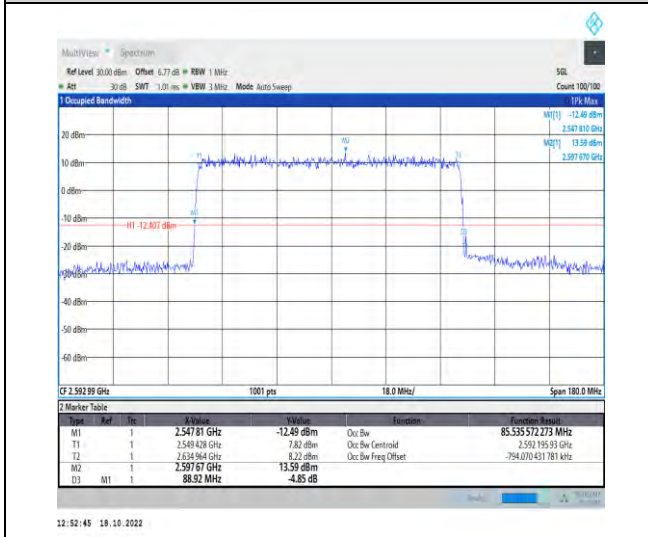 MultiView Spectrum
Ref Level 30.00 dBm Offset 6.77 dB RBW 1 MHz SGL
Att 30 dB SWT 1.01 ms VBW 3 MHz Mode Auto Sweep Count 100/100
1 Occupied Bandwidth 1Pk Max
M1[1] -12.49 dBm
2.547 810 GHz
M2[1] 13.59 dBm
2.597 670 GHz
20 dBm
10 dBm
0 dBm
-10 dBm
H1 -12.407 dBm
-20 dBm
-30 dBm
-40 dBm
-50 dBm
-60 dBm
T1
M2
T2
M1
D3
CF 2.592 99 GHz 1001 pts 18.0 MHz/ Span 180.0 MHz
2 Marker Table
Type Ref Trc X-Value Y-Value Function Function Result
M1 1 2.547 81 GHz -12.49 dBm Occ Bw 85.535 572 273 MHz
T1 1 2.549 428 GHz 7.82 dBm Occ Bw Centroid 2.592 195 93 GHz
T2 1 2.634 964 GHz 8.22 dBm Occ Bw Freq Offset -794.070 431 781 kHz
M2 1 2.597 67 GHz 13.59 dBm
D3 M1 1 88.92 MHz -4.85 dB
12:52:45 18.10.2022